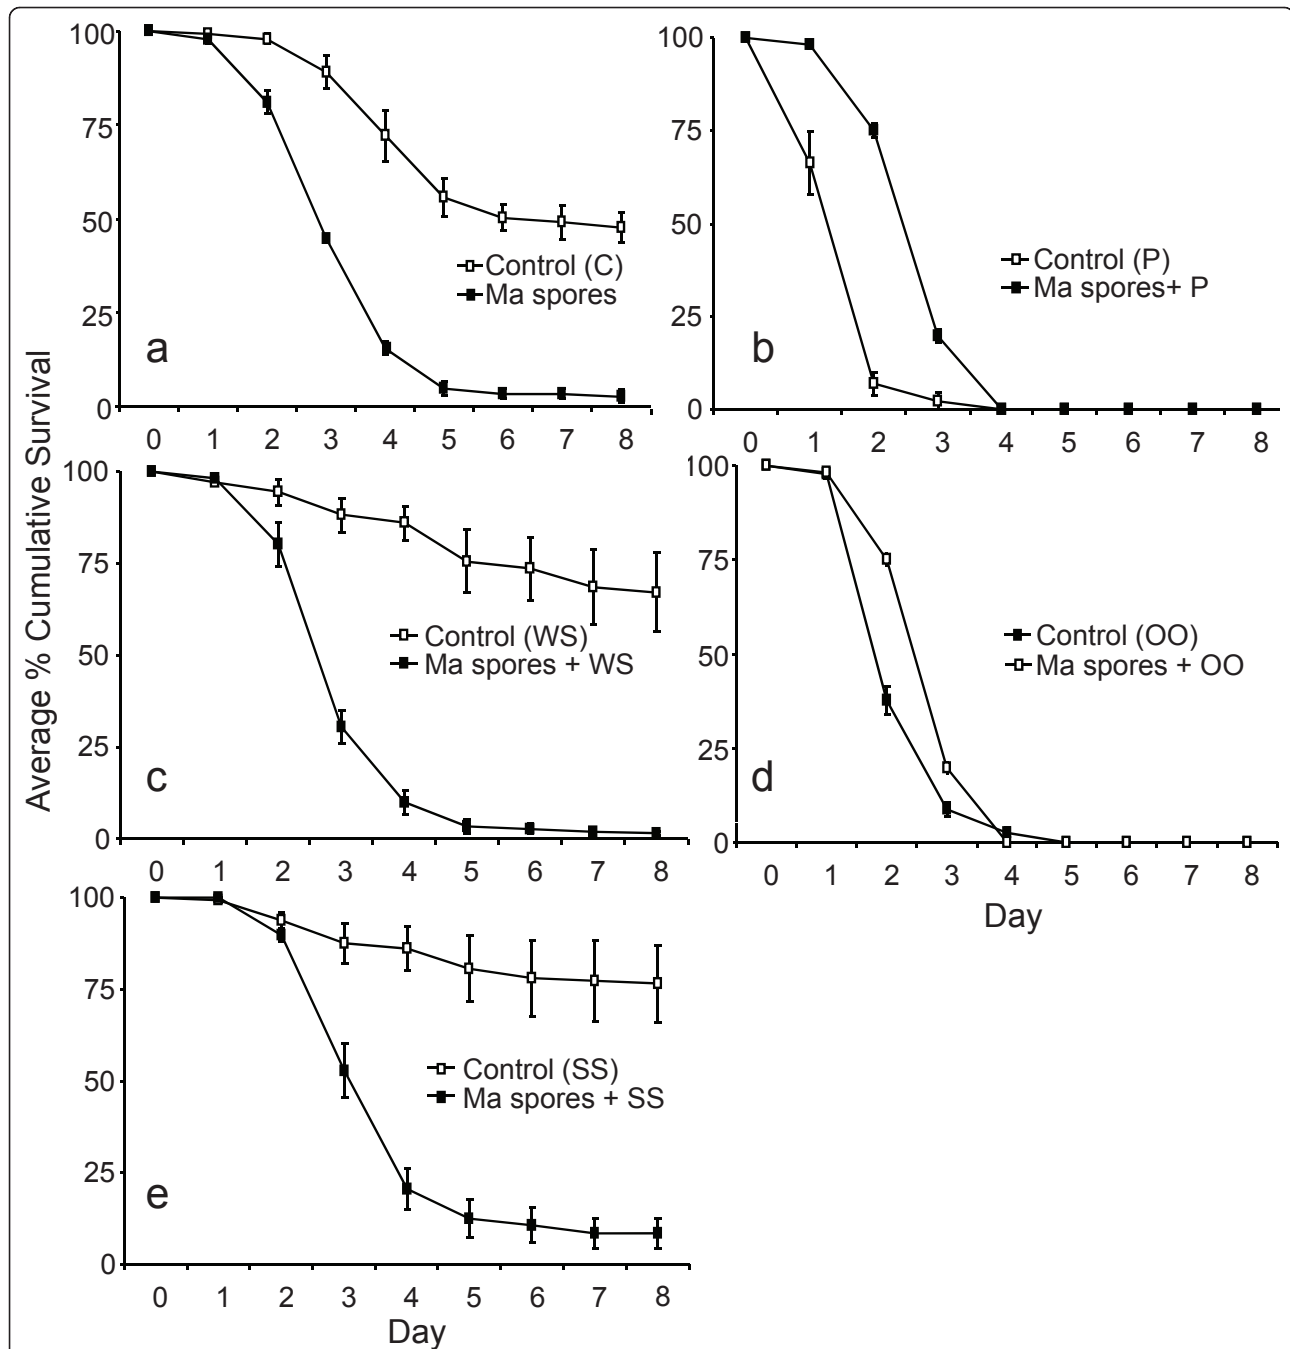 Average % Cumulative Survival
100
75
50
25
0
Control (C)
Ma spores
a
0 1 2 3 4 5 6 7 8
100
75
50
25
0
Control (P)
Ma spores+ P
b
0 1 2 3 4 5 6 7 8
100
75
50
25
0
Control (WS)
Ma spores + WS
c
0 1 2 3 4 5 6 7 8
100
75
50
25
0
Control (OO)
Ma spores + OO
d
0 1 2 3 4 5 6 7 8
Day
100
75
50
25
0
Control (SS)
Ma spores + SS
e
0 1 2 3 4 5 6 7 8
Day